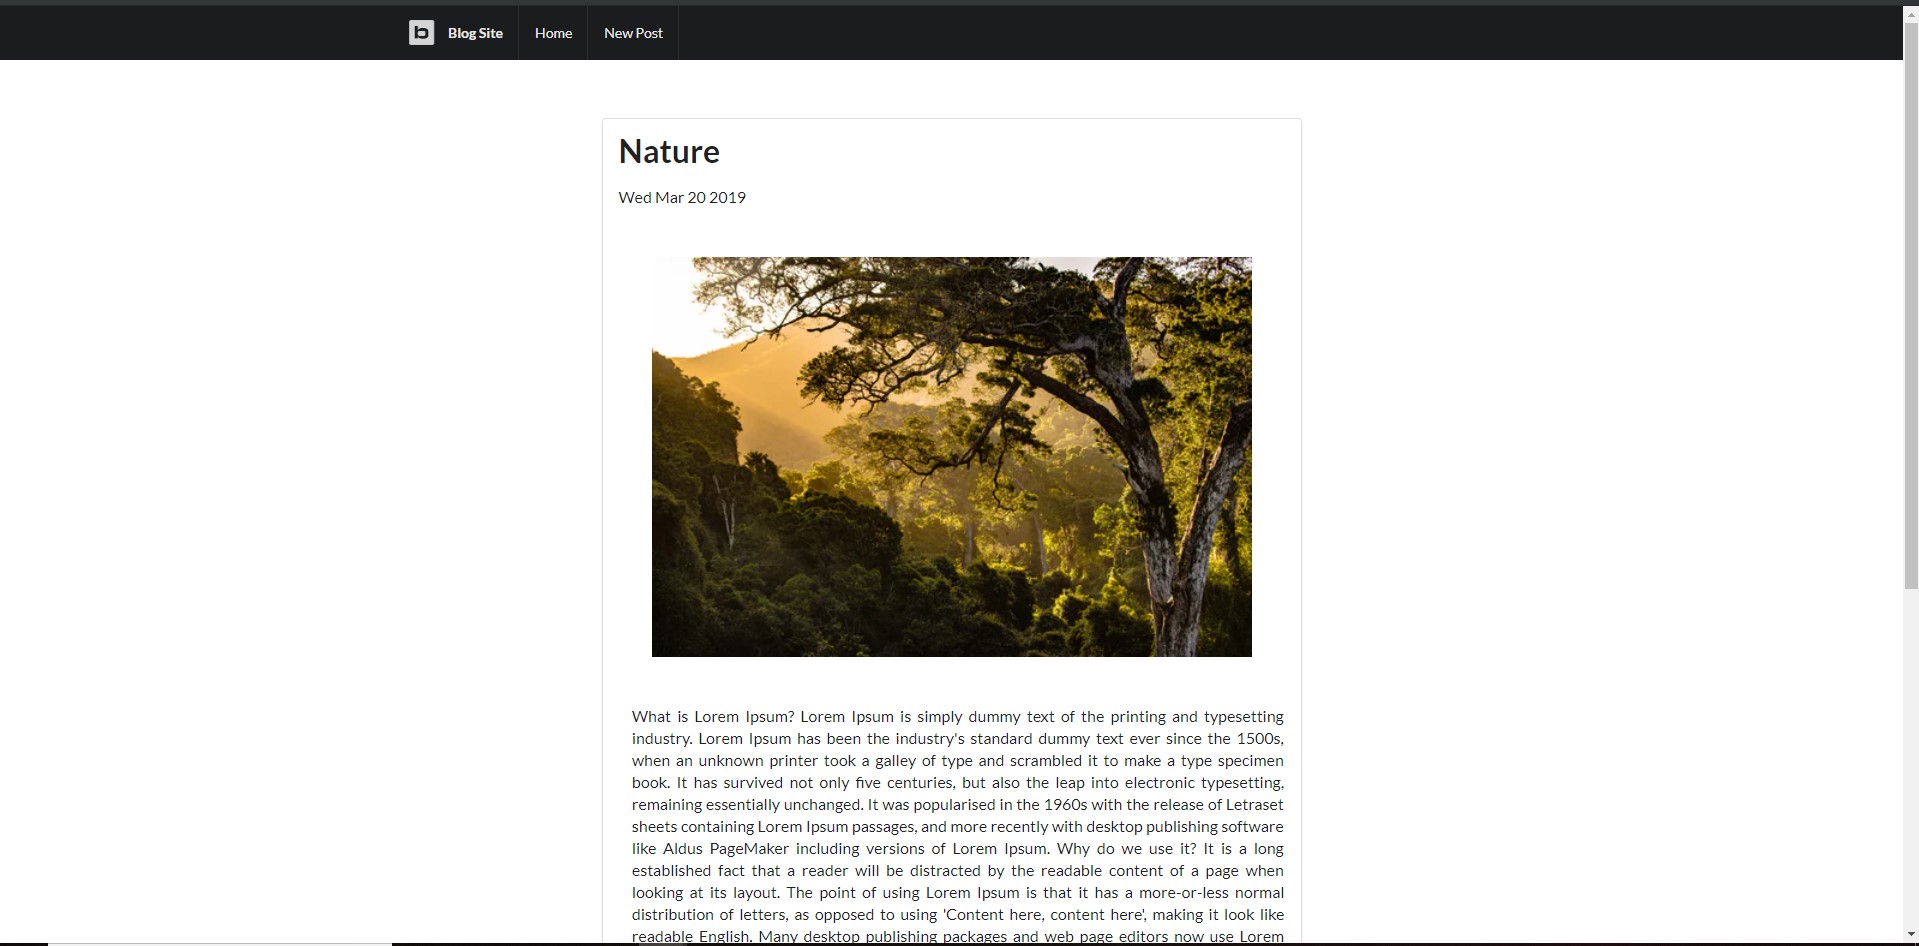 b Blog Site Home New Post
Nature
Wed Mar 20 2019
What is Lorem Ipsum? Lorem Ipsum is simply dummy text of the printing and typesetting
industry. Lorem Ipsum has been the industry's standard dummy text ever since the 1500s,
when an unknown printer took a galley of type and scrambled it to make a type specimen
book. It has survived not only five centuries, but also the leap into electronic typesetting,
remaining essentially unchanged. It was popularised in the 1960s with the release of Letraset
sheets containing Lorem Ipsum passages, and more recently with desktop publishing software
like Aldus PageMaker including versions of Lorem Ipsum. Why do we use it? It is a long
established fact that a reader will be distracted by the readable content of a page when
looking at its layout. The point of using Lorem Ipsum is that it has a more-or-less normal
distribution of letters, as opposed to using 'Content here, content here', making it look like
readable English. Many desktop publishing packages and web page editors now use Lorem